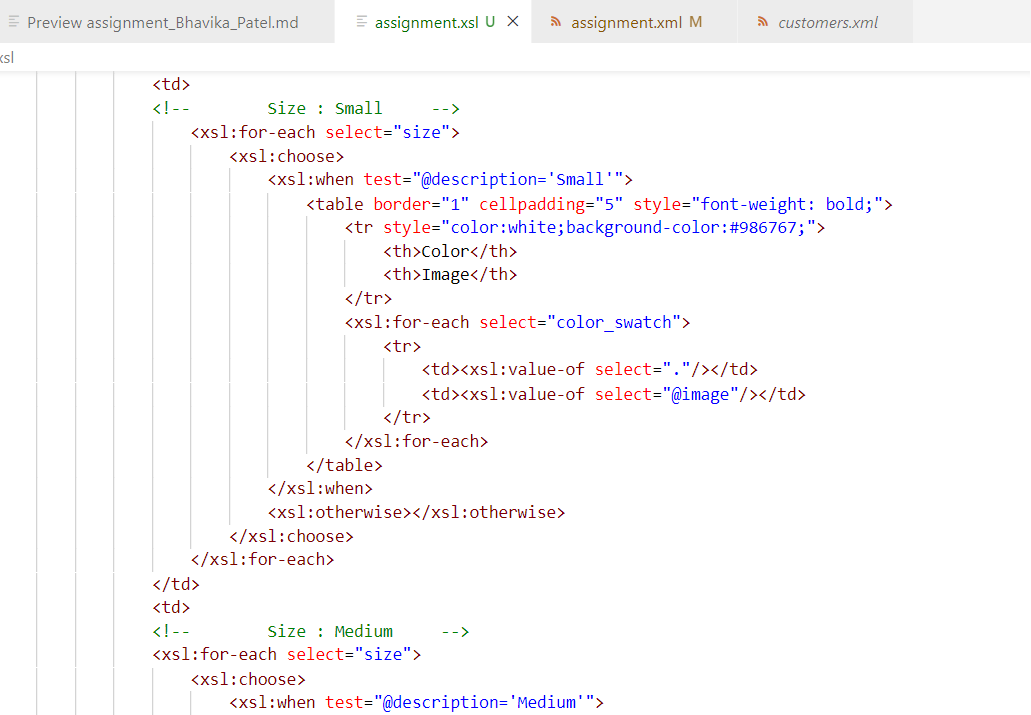 Preview assignment_Bhavika_Patel.md assignment.xsl U assignment.xml M customers.xml
xsl
<td>
<!--        Size : Small     -->
<xsl:for-each select="size">
<xsl:choose>
<xsl:when test="@description='Small'">
<table border="1" cellpadding="5" style="font-weight: bold;">
<tr style="color:white;background-color:#986767;">
<th>Color</th>
<th>Image</th>
</tr>
<xsl:for-each select="color_swatch">
<tr>
<td><xsl:value-of select="."/></td>
<td><xsl:value-of select="@image"/></td>
</tr>
</xsl:for-each>
</table>
</xsl:when>
<xsl:otherwise></xsl:otherwise>
</xsl:choose>
</xsl:for-each>
</td>
<td>
<!--        Size : Medium     -->
<xsl:for-each select="size">
<xsl:choose>
<xsl:when test="@description='Medium'">